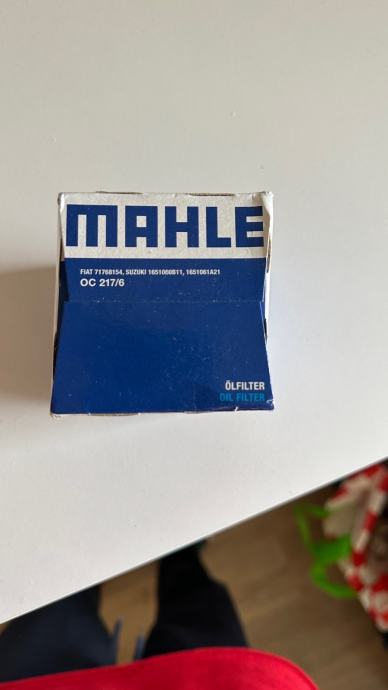 MAHLE
FIAT 71768154, SUZUKI 1651060B11, 1651061A21
OC 217/6
ÖLFILTER
OIL FILTER